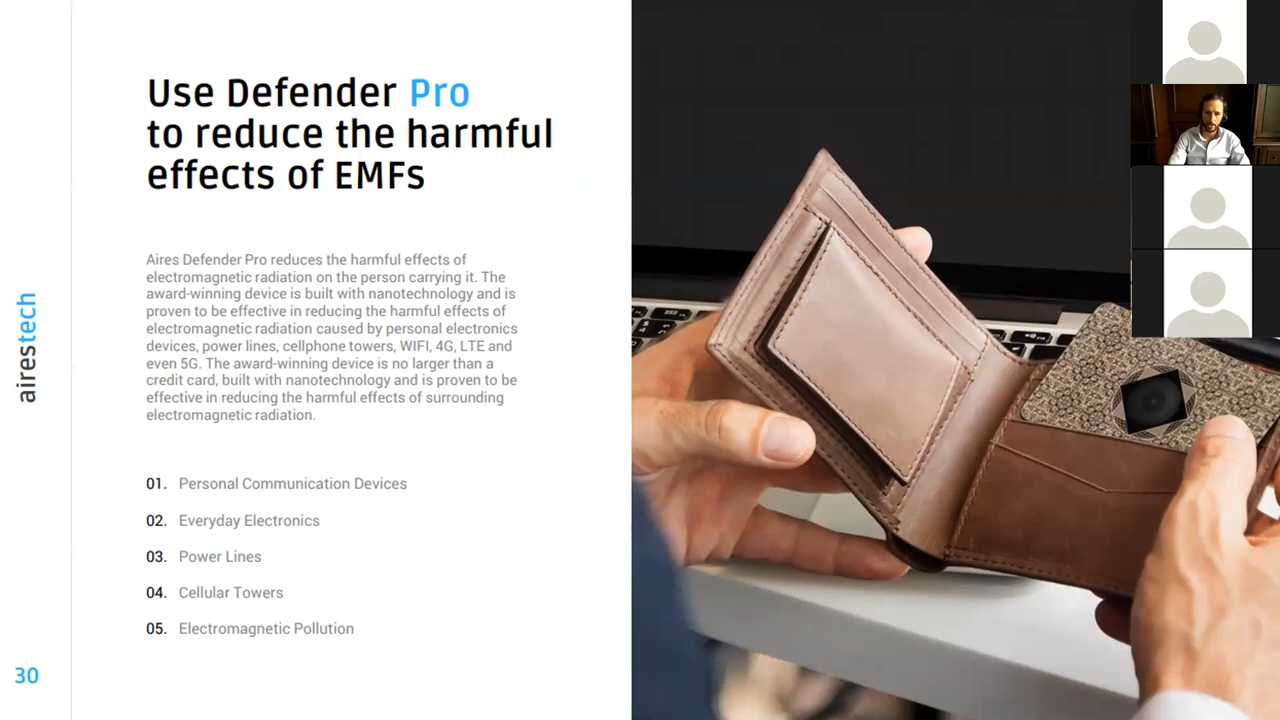 Use Defender Pro
to reduce the harmful
effects of EMFs
Aires Defender Pro reduces the harmful effects of
electromagnetic radiation on the person carrying it. The
award-winning device is built with nanotechnology and is
proven to be effective in reducing the harmful effects of
electromagnetic radiation caused by personal electronics
devices, power lines, cellphone towers, WIFI, 4G, LTE and
even 5G. The award-winning device is no larger than a
credit card, built with nanotechnology and is proven to be
effective in reducing the harmful effects of surrounding
electromagnetic radiation.
01. Personal Communication Devices
02. Everyday Electronics
03. Power Lines
04. Cellular Towers
05. Electromagnetic Pollution
airestech
30